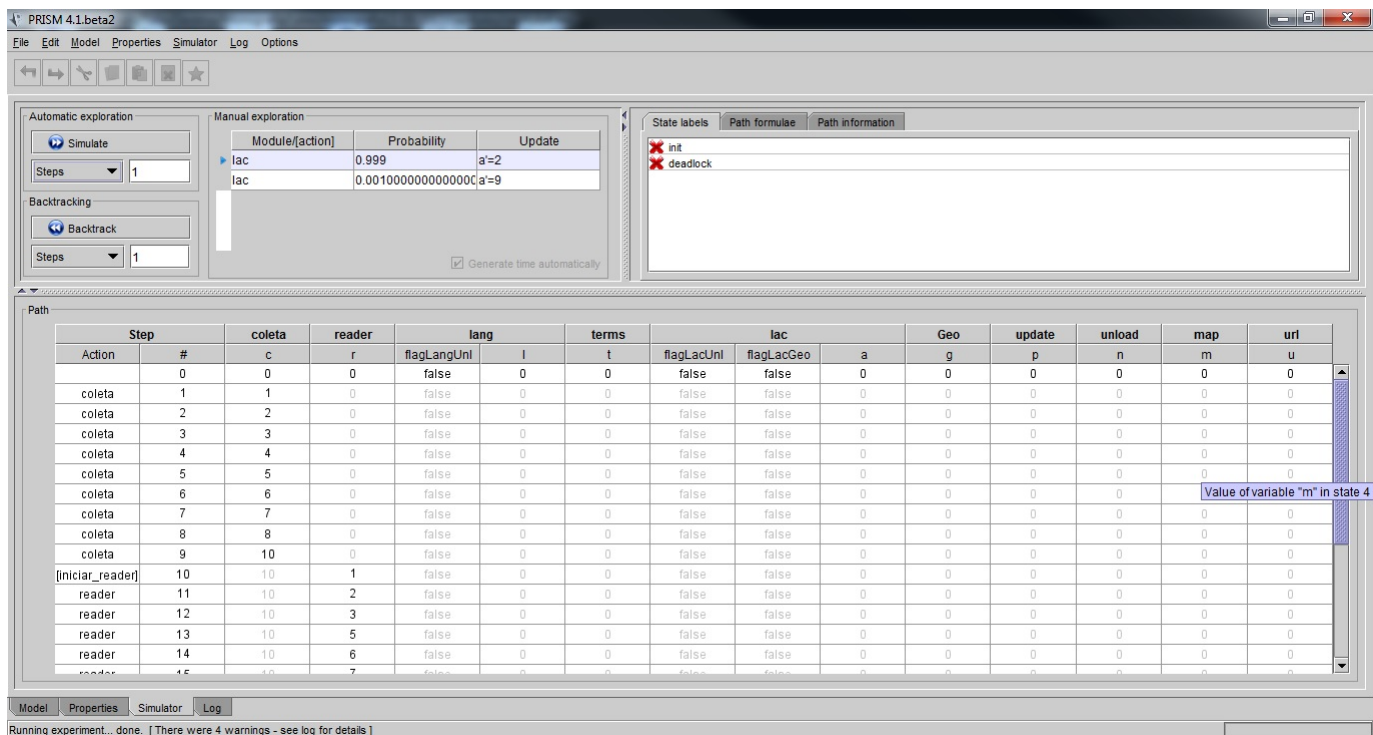 PRISM 4.1.beta2
File Edit Model Properties Simulator Log Options
Automatic exploration
Simulate
Steps 1
Backtracking
Backtrack
Steps 1
Manual exploration
Module/[action] Probability Update
lac 0.999 a'=2
lac 0.0010000000000000 a'=9
Generate time automatically
State labels Path formulae Path information
init
deadlock
Path
Step coleta reader lang terms lac Geo update unload map url
Action # c r flagLangUnl l t flagLacUnl flagLacGeo a g p n m u
0 0 0 false 0 0 false false 0 0 0 0 0 0
coleta 1 1 0 false 0 0 false false 0 0 0 0 0 0
coleta 2 2 0 false 0 0 false false 0 0 0 0 0 0
coleta 3 3 0 false 0 0 false false 0 0 0 0 0 0
coleta 4 4 0 false 0 0 false false 0 0 0 0 0 0
coleta 5 5 0 false 0 0 false false 0 0 0 0 0 0
coleta 6 6 0 false 0 0 false false 0 0 0 0 Value of variable "m" in state 4
coleta 7 7 0 false 0 0 false false 0 0 0 0 0 0
coleta 8 8 0 false 0 0 false false 0 0 0 0 0 0
coleta 9 10 0 false 0 0 false false 0 0 0 0 0 0
[iniciar_reader] 10 10 1 false 0 0 false false 0 0 0 0 0 0
reader 11 10 2 false 0 0 false false 0 0 0 0 0 0
reader 12 10 3 false 0 0 false false 0 0 0 0 0 0
reader 13 10 5 false 0 0 false false 0 0 0 0 0 0
reader 14 10 6 false 0 0 false false 0 0 0 0 0 0
reader 15 10 7 false 0 0 false false 0 0 0 0 0 0
Model Properties Simulator Log
Running experiment... done. [ There were 4 warnings - see log for details ]